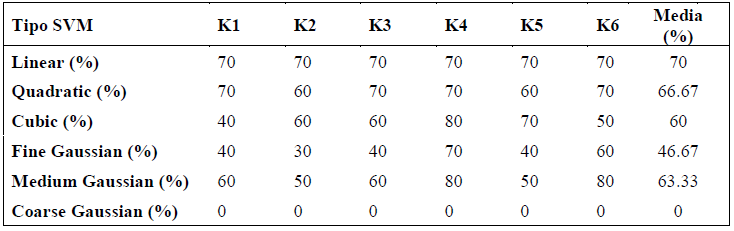 Tipo SVM K1 K2 K3 K4 K5 K6 Media (%)
Linear (%) 70 70 70 70 70 70 70
Quadratic (%) 70 60 70 70 60 70 66.67
Cubic (%) 40 60 60 80 70 50 60
Fine Gaussian (%) 40 30 40 70 40 60 46.67
Medium Gaussian (%) 60 50 60 80 50 80 63.33
Coarse Gaussian (%) 0 0 0 0 0 0 0